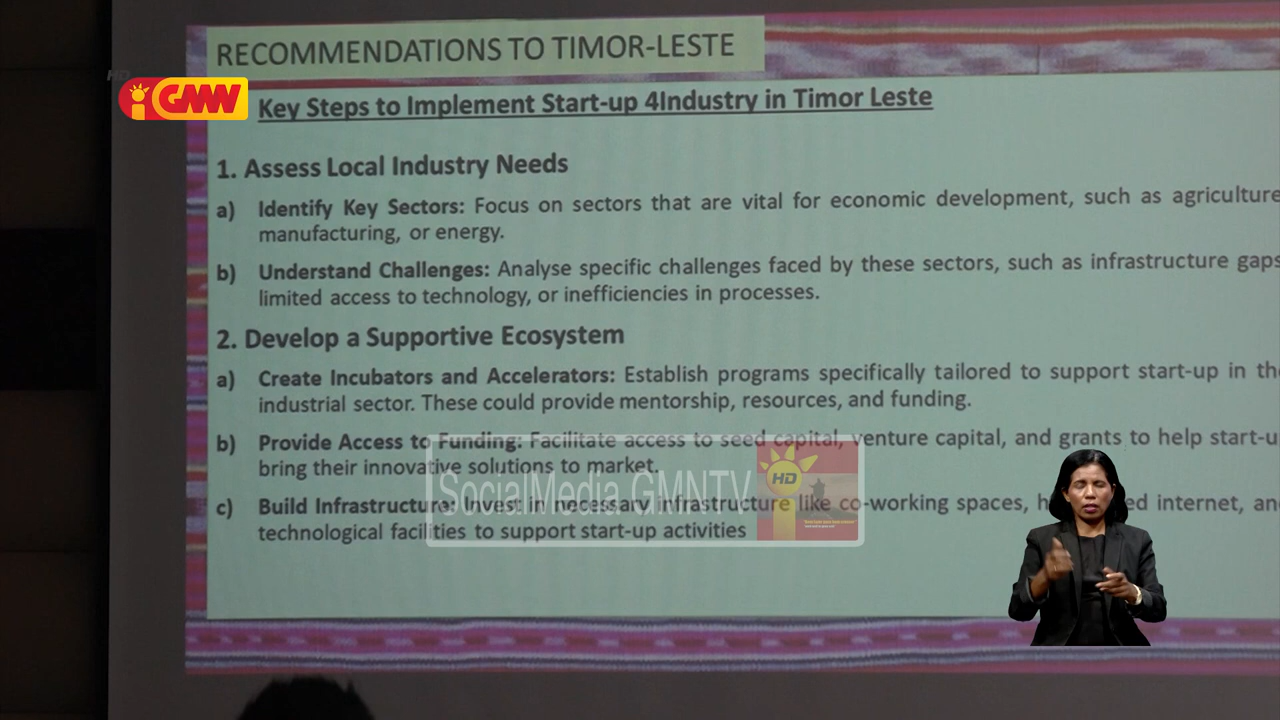 RECOMMENDATIONS TO TIMOR-LESTE
HD
GMN
Key Steps to Implement Start-up 4Industry in Timor Leste
1. Assess Local Industry Needs
a) Identify Key Sectors: Focus on sectors that are vital for economic development, such as agriculture
manufacturing, or energy.
b) Understand Challenges: Analyse specific challenges faced by these sectors, such as infrastructure gaps
limited access to technology, or inefficiencies in processes.
2. Develop a Supportive Ecosystem
a) Create Incubators and Accelerators: Establish programs specifically tailored to support start-up in the
industrial sector. These could provide mentorship, resources, and funding.
b) Provide Access to Funding: Facilitate access to seed capital, venture capital, and grants to help start-u
bring their innovative solutions to market.
SocialMedia GMNTV
HD
c) Build Infrastructure: Invest in necessary infrastructure like co-working spaces, internet, an
technological facilities to support start-up activities